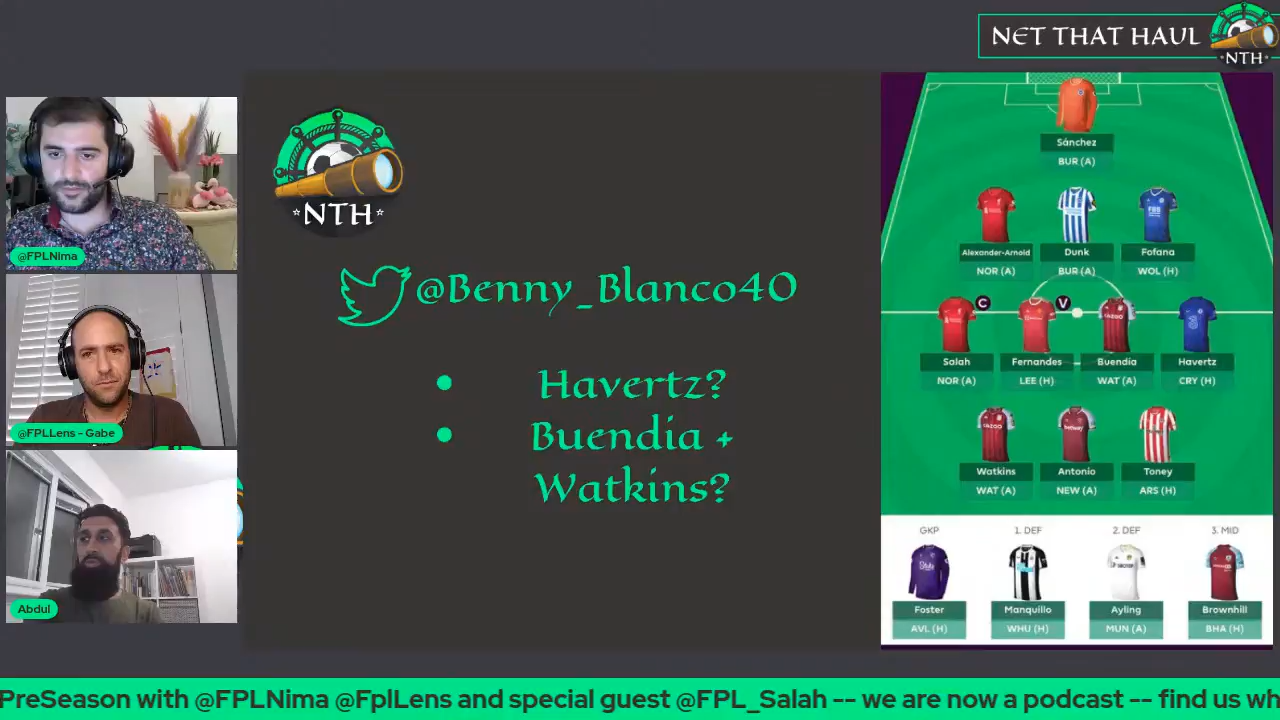 NET THAT HAUL
NTH
@FPLNima
@FPLLens - Gabe
Abdul
NTH
@Benny_Blanco40
Havertz?
Buendia +
Watkins?
Sánchez
BUR (A)
Alexander-Arnold Dunk Fofana
NOR (A) BUR (A) WOL (H)
C V
Salah Fernandes Buendía Havertz
NOR (A) LEE (H) WAT (A) CRY (H)
Watkins Antonio Toney
WAT (A) NEW (A) ARS (H)
GKP 1. DEF 2. DEF 3. MID
Foster Manquillo Ayling Brownhill
AVL (H) WHU (H) MUN (A) BHA (H)
PreSeason with @FPLNima @FplLens and special guest @FPL_Salah -- we are now a podcast -- find us wh